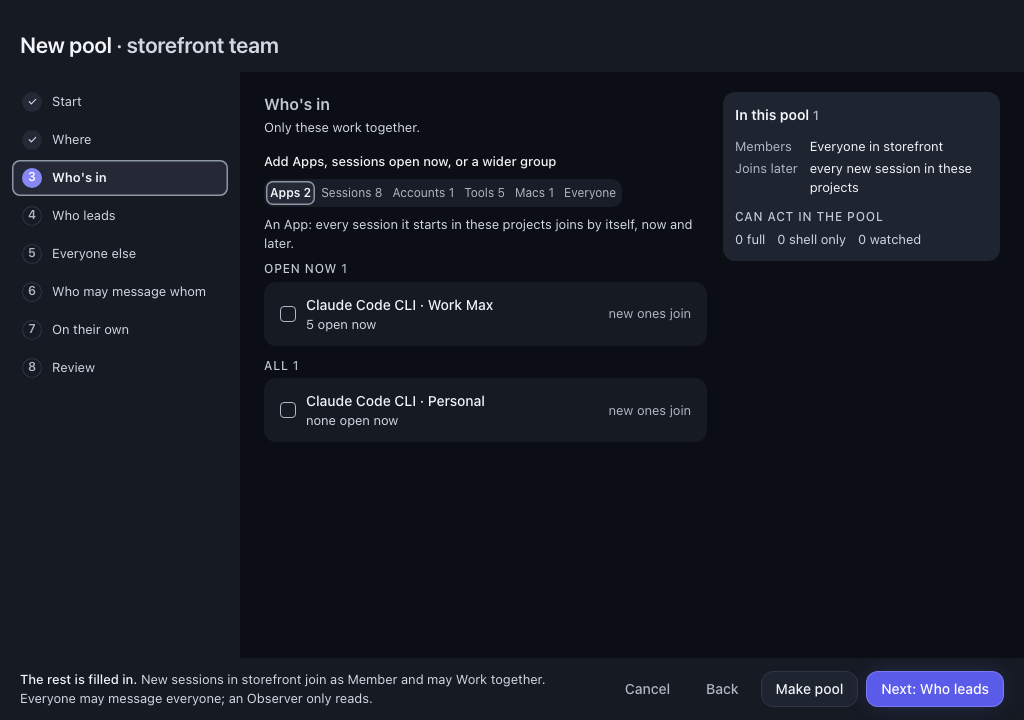 New pool · storefront team
Start
Where
3 Who's in
4 Who leads
5 Everyone else
6 Who may message whom
7 On their own
8 Review
Who's in
Only these work together.
Add Apps, sessions open now, or a wider group
Apps 2 Sessions 8 Accounts 1 Tools 5 Macs 1 Everyone
An App: every session it starts in these projects joins by itself, now and
later.
OPEN NOW 1
Claude Code CLI · Work Max
5 open now
new ones join
ALL 1
Claude Code CLI · Personal
none open now
new ones join
In this pool 1
Members Everyone in storefront
Joins later every new session in these
projects
CAN ACT IN THE POOL
0 full 0 shell only 0 watched
The rest is filled in. New sessions in storefront join as Member and may Work together.
Everyone may message everyone; an Observer only reads.
Cancel Back Make pool Next: Who leads